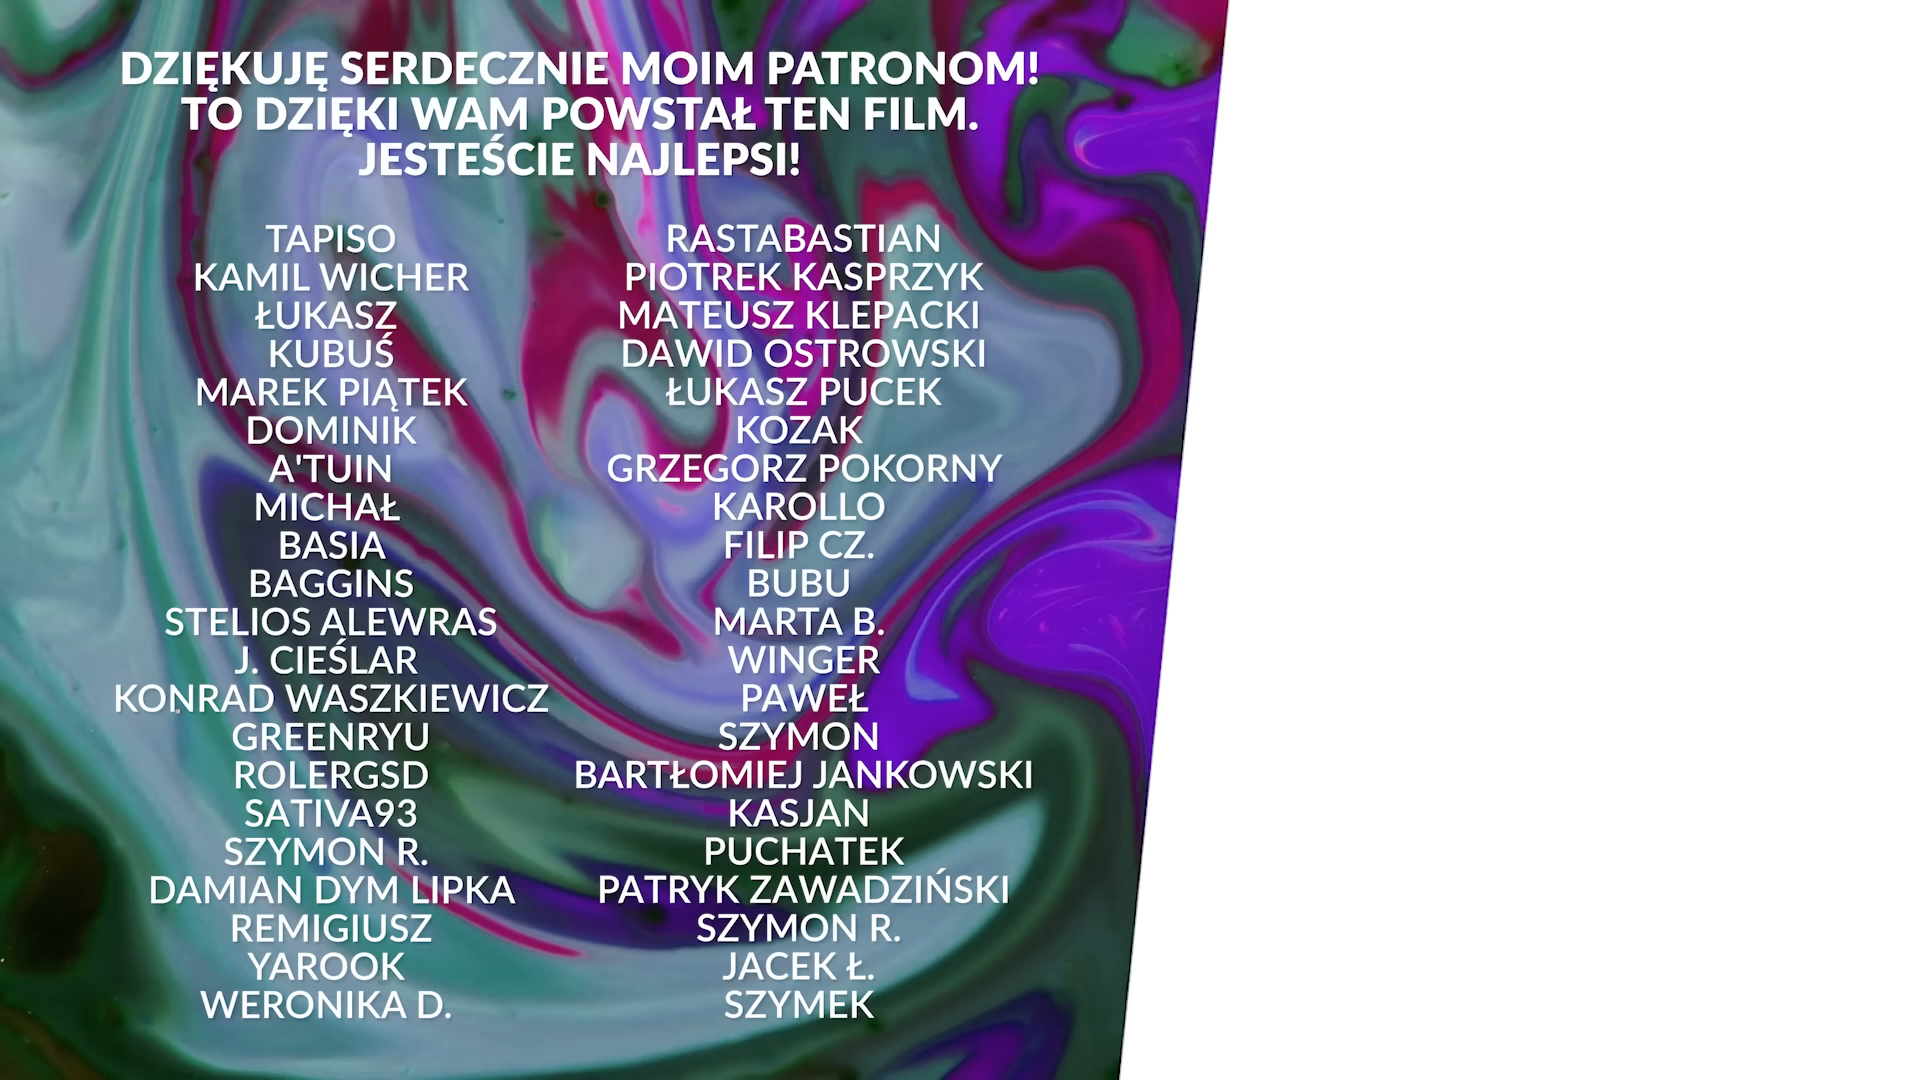 DZIĘKUJĘ SERDECZNIE MOIM PATRONOM!
TO DZIĘKI WAM POWSTAŁ TEN FILM.
JESTEŚCIE NAJLEPSI!
TAPISO
KAMIL WICHER
ŁUKASZ
KUBUŚ
MAREK PIĄTEK
DOMINIK
A'TUIN
MICHAŁ
BASIA
BAGGINS
STELIOS ALEWRAS
J. CIEŚLAR
KONRAD WASZKIEWICZ
GREENRYU
ROLERGSD
SATIVA93
SZYMON R.
DAMIAN DYM LIPKA
REMIGIUSZ
YAROOK
WERONIKA D.
RASTABASTIAN
PIOTREK KASPRZYK
MATEUSZ KLEPACKI
DAWID OSTROWSKI
ŁUKASZ PUCEK
KOZAK
GRZEGORZ POKORNY
KAROLLO
FILIP CZ.
BUBU
MARTA B.
WINGER
PAWEŁ
SZYMON
BARTŁOMIEJ JANKOWSKI
KASJAN
PUCHATEK
PATRYK ZAWADZIŃSKI
SZYMON R.
JACEK Ł.
SZYMEK